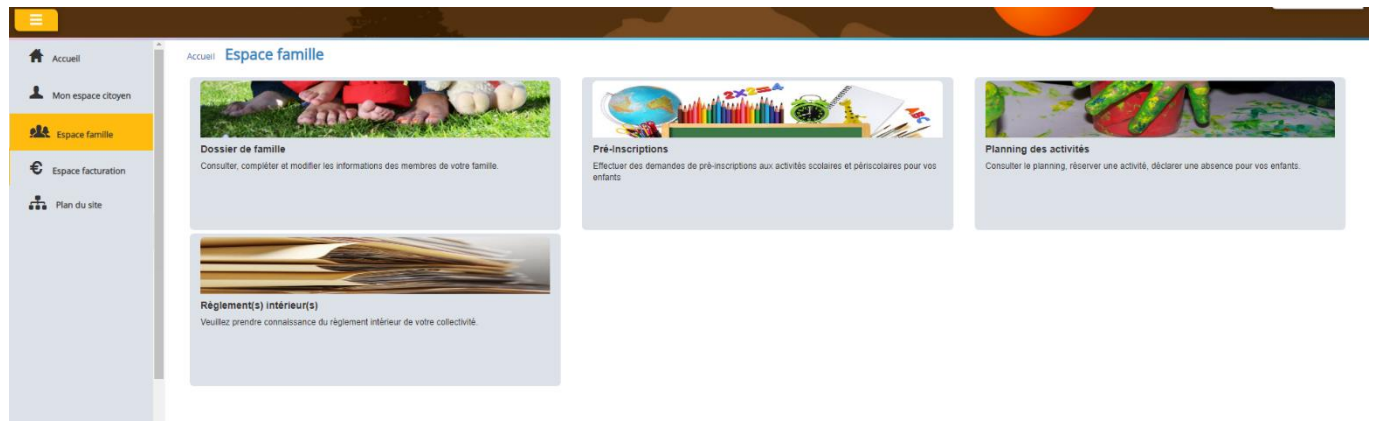 Accueil
Mon espace citoyen
Espace famille
€ Espace facturation
Plan du site
Accueil Espace famille
Dossier de famille
Consulter, compléter et modifier les informations des membres de votre famille.
2x2=4
ABC
Pré-Inscriptions
Effectuer des demandes de pré-inscriptions aux activités scolaires et périscolaires pour vos
enfants
Planning des activités
Consulter le planning, réserver une activité, déclarer une absence pour vos enfants.
Règlement(s) intérieur(s)
Veuillez prendre connaissance du règlement intérieur de votre collectivité.